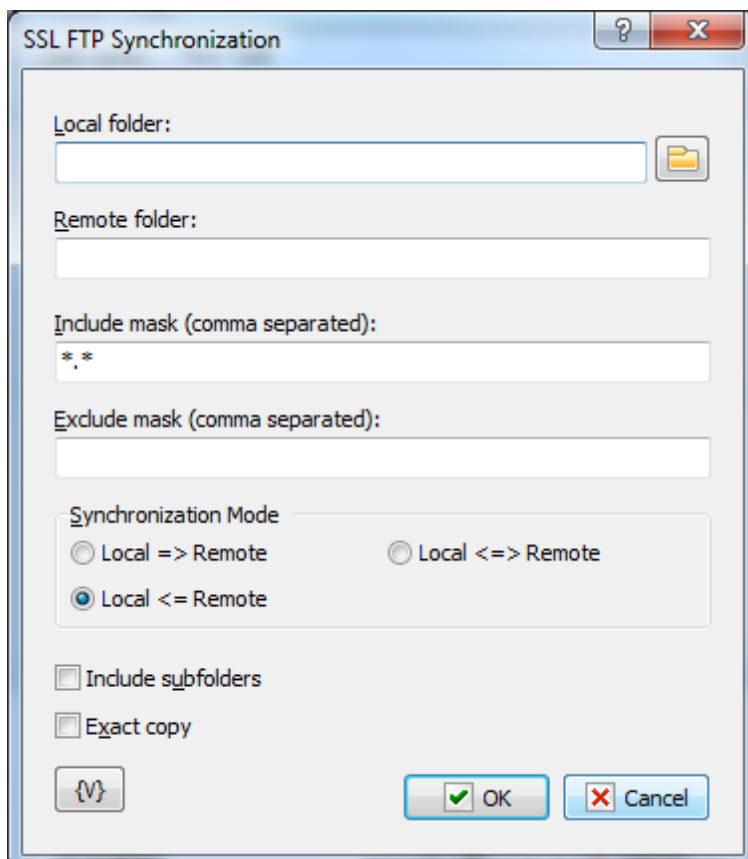 SSL FTP Synchronization
?
Local folder:
Remote folder:
Include mask (comma separated):
*.*
Exclude mask (comma separated):
Synchronization Mode
Local => Remote
Local <=> Remote
Local <= Remote
Include subfolders
Exact copy
{V}
OK
Cancel